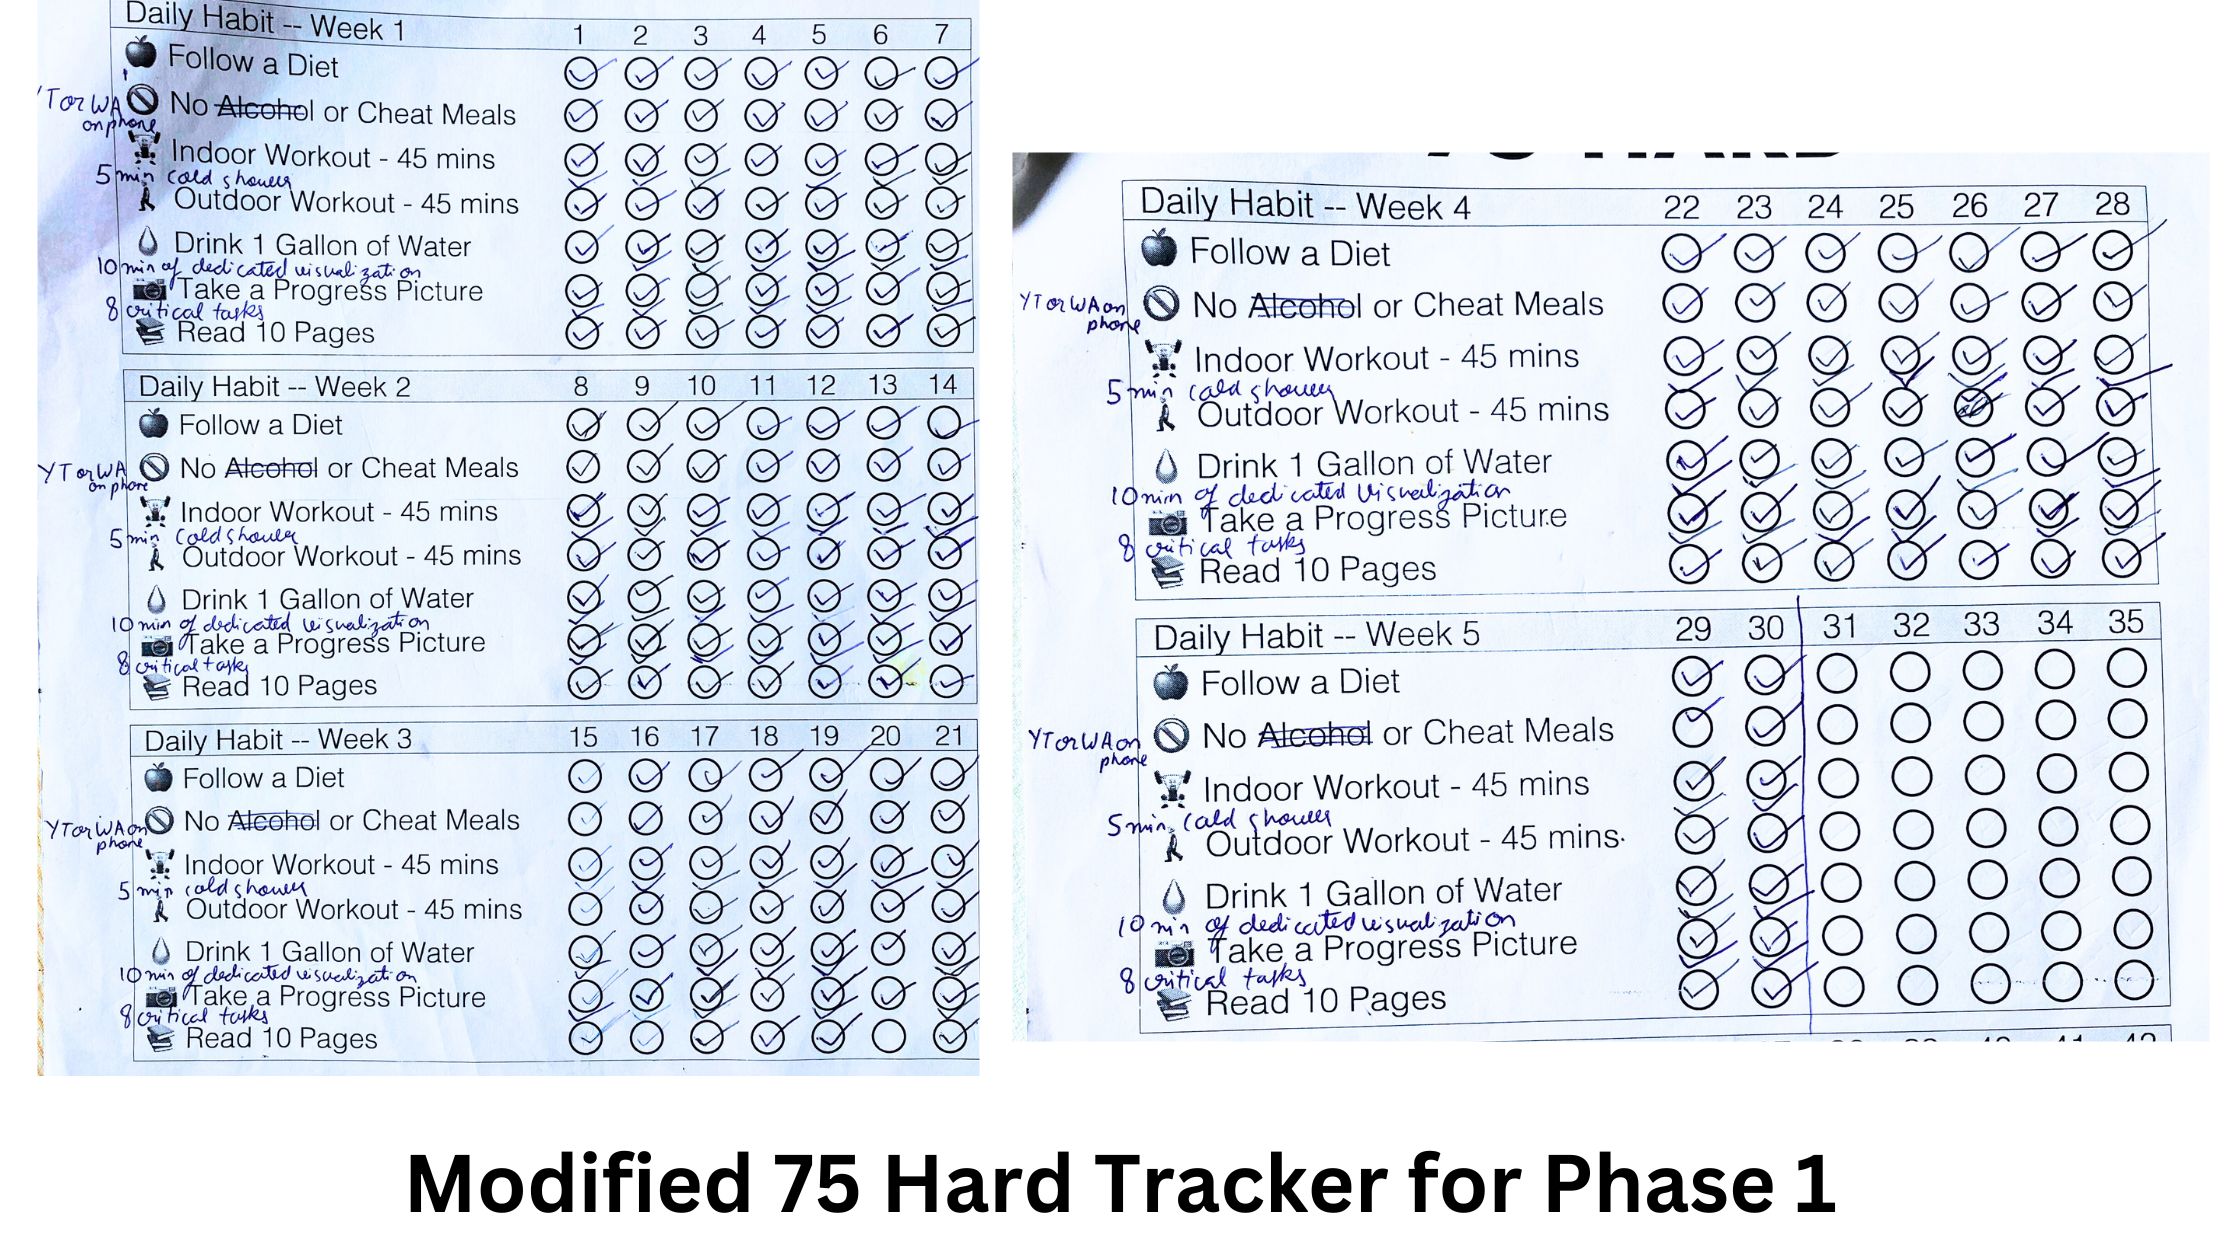 Daily Habit -- Week 1 1 2 3 4 5 6 7
Follow a Diet
YT or WA
on phone
No Alcohol or Cheat Meals
Indoor Workout - 45 mins
5 min cold shower
Outdoor Workout - 45 mins
Drink 1 Gallon of Water
10 min of dedicated visualization
Take a Progress Picture
8 critical tasks
Read 10 Pages
Daily Habit -- Week 2 8 9 10 11 12 13 14
Follow a Diet
YT or WA
on phone
No Alcohol or Cheat Meals
Indoor Workout - 45 mins
5 min cold shower
Outdoor Workout - 45 mins
Drink 1 Gallon of Water
10 min of dedicated visualization
Take a Progress Picture
8 critical tasks
Read 10 Pages
Daily Habit -- Week 3 15 16 17 18 19 20 21
Follow a Diet
YT or WA on
phone
No Alcohol or Cheat Meals
Indoor Workout - 45 mins
5 min cold shower
Outdoor Workout - 45 mins
Drink 1 Gallon of Water
10 min of dedicated visualization
Take a Progress Picture
8 critical tasks
Read 10 Pages
Daily Habit -- Week 4 22 23 24 25 26 27 28
Follow a Diet
YT or WA on
phone
No Alcohol or Cheat Meals
Indoor Workout - 45 mins
5 min cold shower
Outdoor Workout - 45 mins
Drink 1 Gallon of Water
10 min of dedicated visualization
Take a Progress Picture
8 critical tasks
Read 10 Pages
Daily Habit -- Week 5 29 30 31 32 33 34 35
Follow a Diet
YT or WA on
phone
No Alcohol or Cheat Meals
Indoor Workout - 45 mins
5 min cold shower
Outdoor Workout - 45 mins
Drink 1 Gallon of Water
10 min of dedicated visualization
Take a Progress Picture
8 critical tasks
Read 10 Pages
Modified 75 Hard Tracker for Phase 1